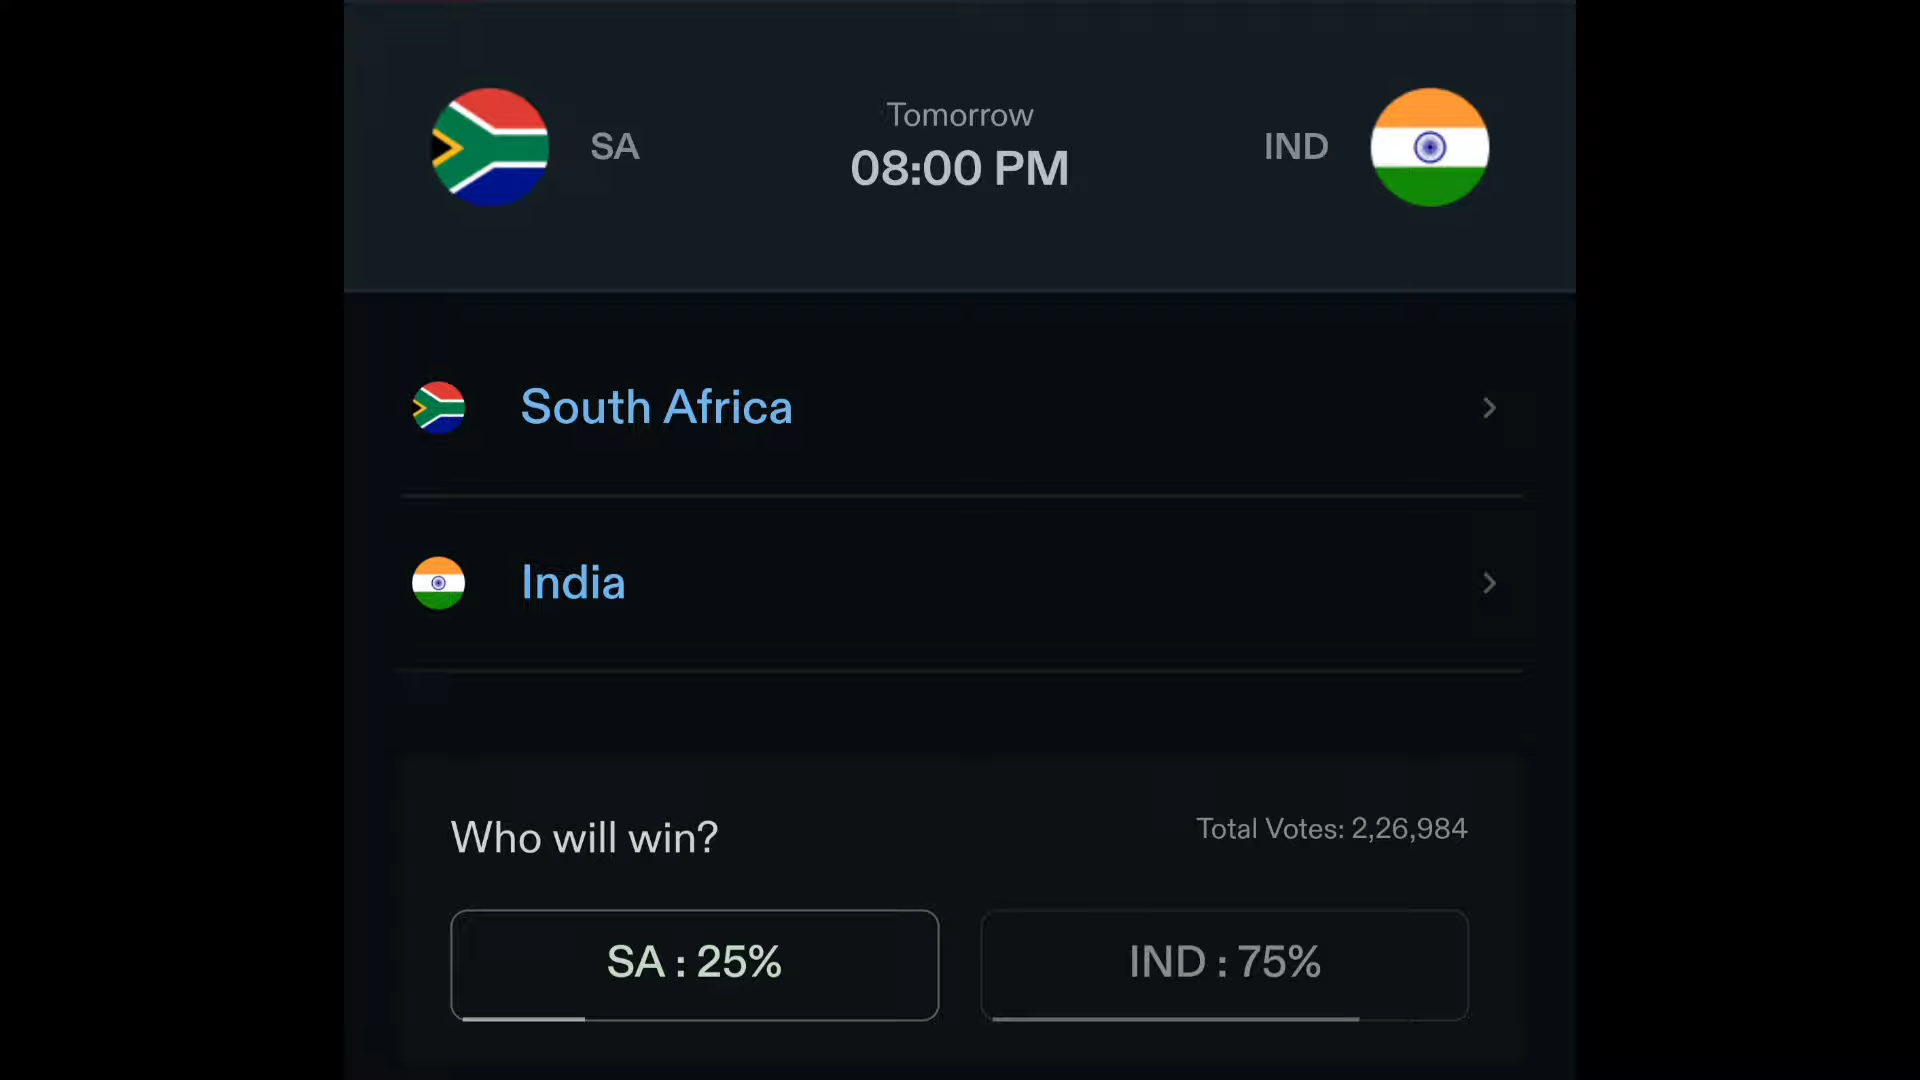 SA
Tomorrow
08:00 PM
IND
South Africa
India
Who will win?
Total Votes: 2,26,984
SA : 25%
IND : 75%